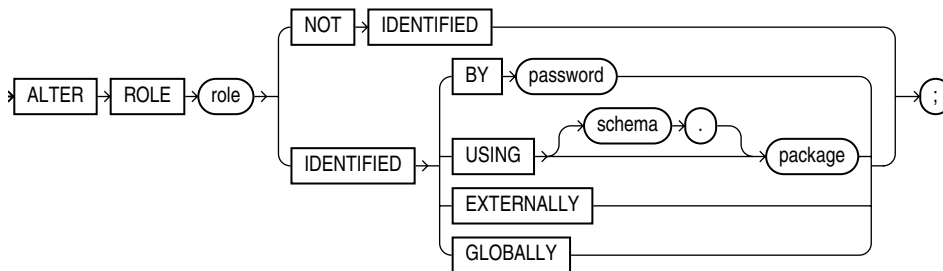 NOT IDENTIFIED
BY password
ALTER ROLE role ;
schema .
IDENTIFIED USING package
EXTERNALLY
GLOBALLY